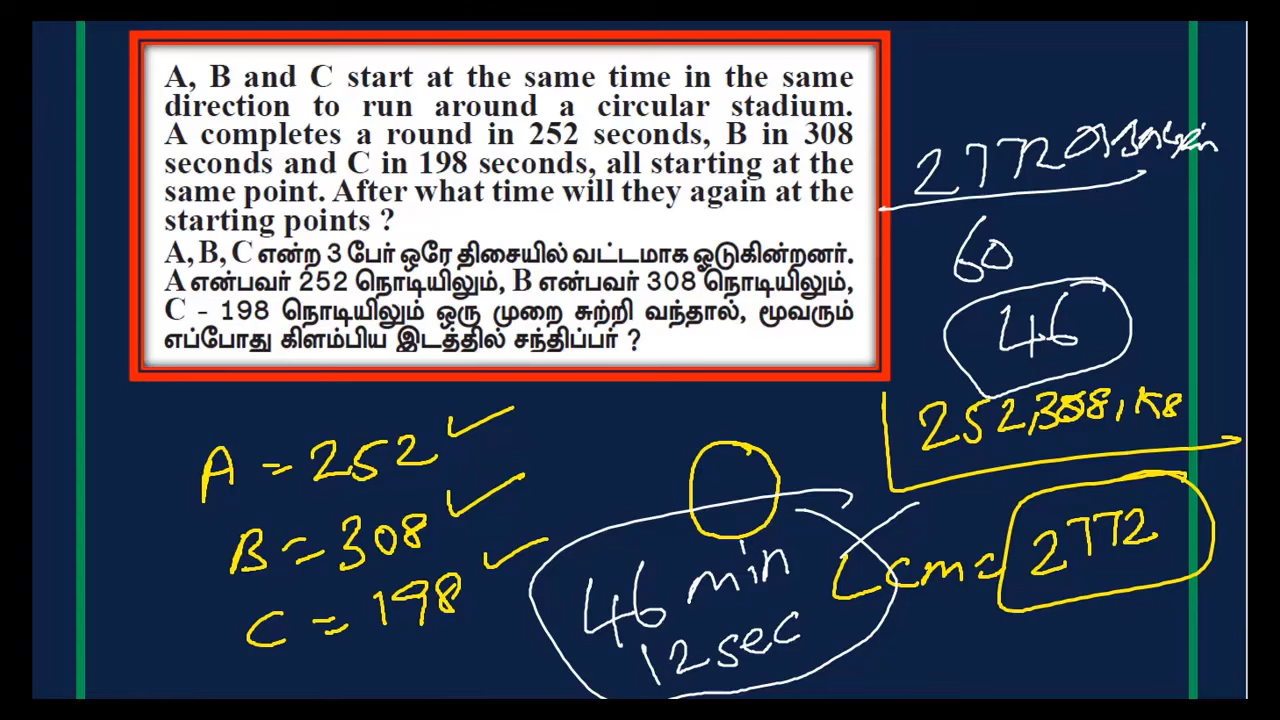 A, B and C start at the same time in the same
direction to run around a circular stadium.
A completes a round in 252 seconds, B in 308
seconds and C in 198 seconds, all starting at the
same point. After what time will they again at the
starting points ?
A, B, C என்ற 3 பேர் ஒரே திசையில் வட்டமாக ஓடுகின்றனர்.
A என்பவர் 252 நொடியிலும், B என்பவர் 308 நொடியிலும்,
C - 198 நொடியிலும் ஒரு முறை சுற்றி வந்தால், மூவரும்
எப்போது கிளம்பிய இடத்தில் சந்திப்பர் ?
2772
60
46
252,308,198
A = 252
B = 308
C = 198
46 min
12 sec
Lcm = 2772